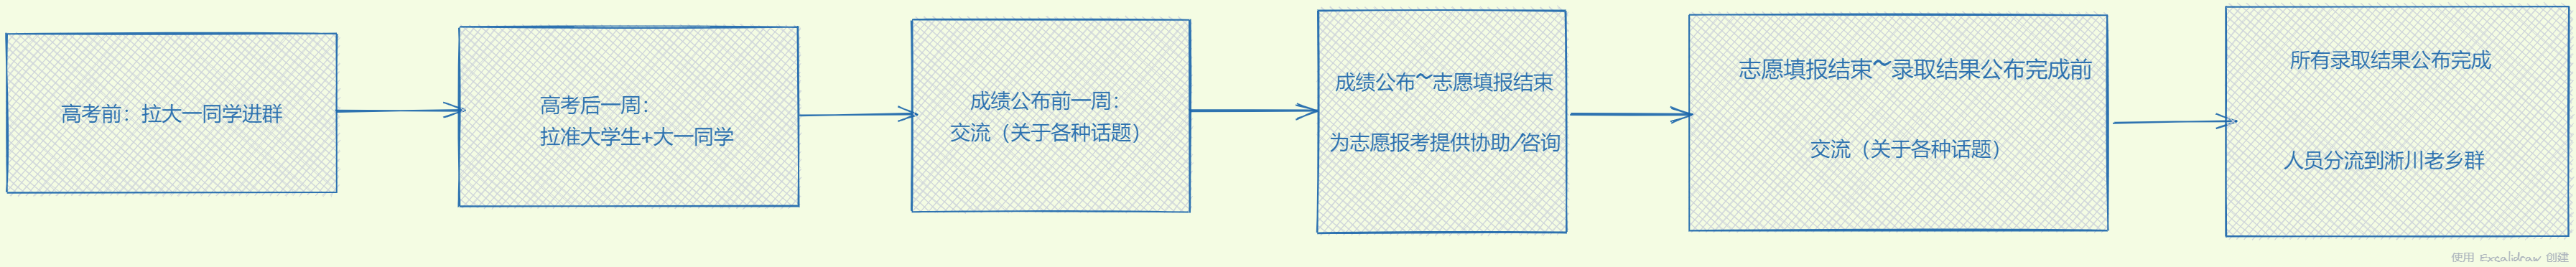 高考前：拉大一同学进群
高考后一周：
拉准大学生+大一同学
成绩公布前一周：
交流（关于各种话题）
成绩公布~志愿填报结束
为志愿报考提供协助/咨询
志愿填报结束~录取结果公布完成前
交流（关于各种话题）
所有录取结果公布完成
人员分流到淅川老乡群
使用 Excalidraw 创建